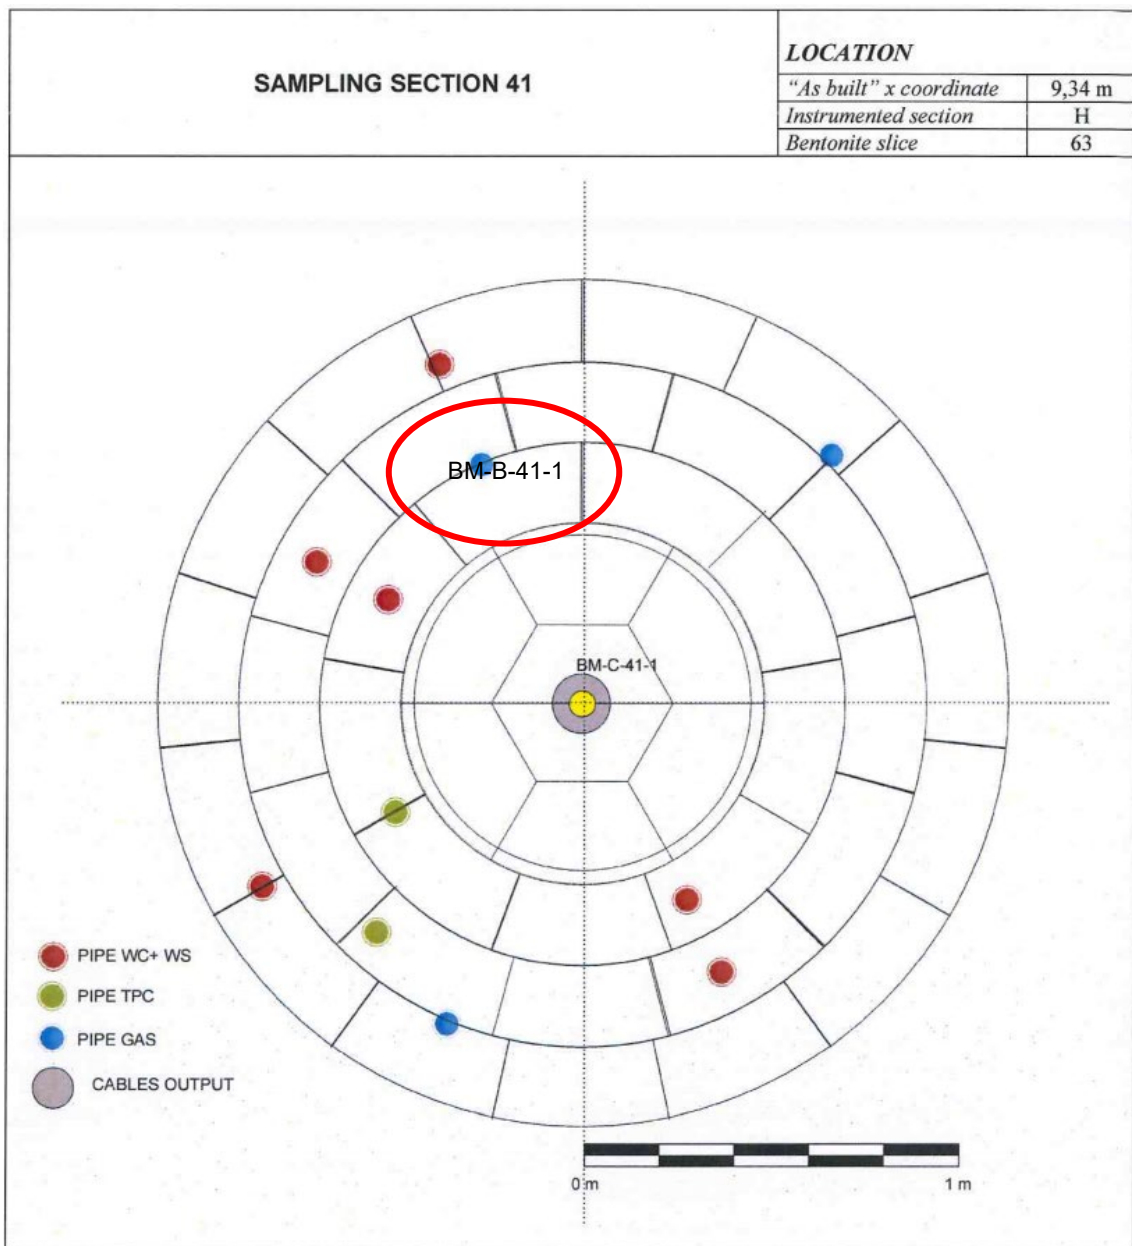 SAMPLING SECTION 41
LOCATION
"As built" x coordinate 9,34 m
Instrumented section H
Bentonite slice 63
BM-B-41-1
BM-C-41-1
PIPE WC+ WS
PIPE TPC
PIPE GAS
CABLES OUTPUT
0 m 1 m